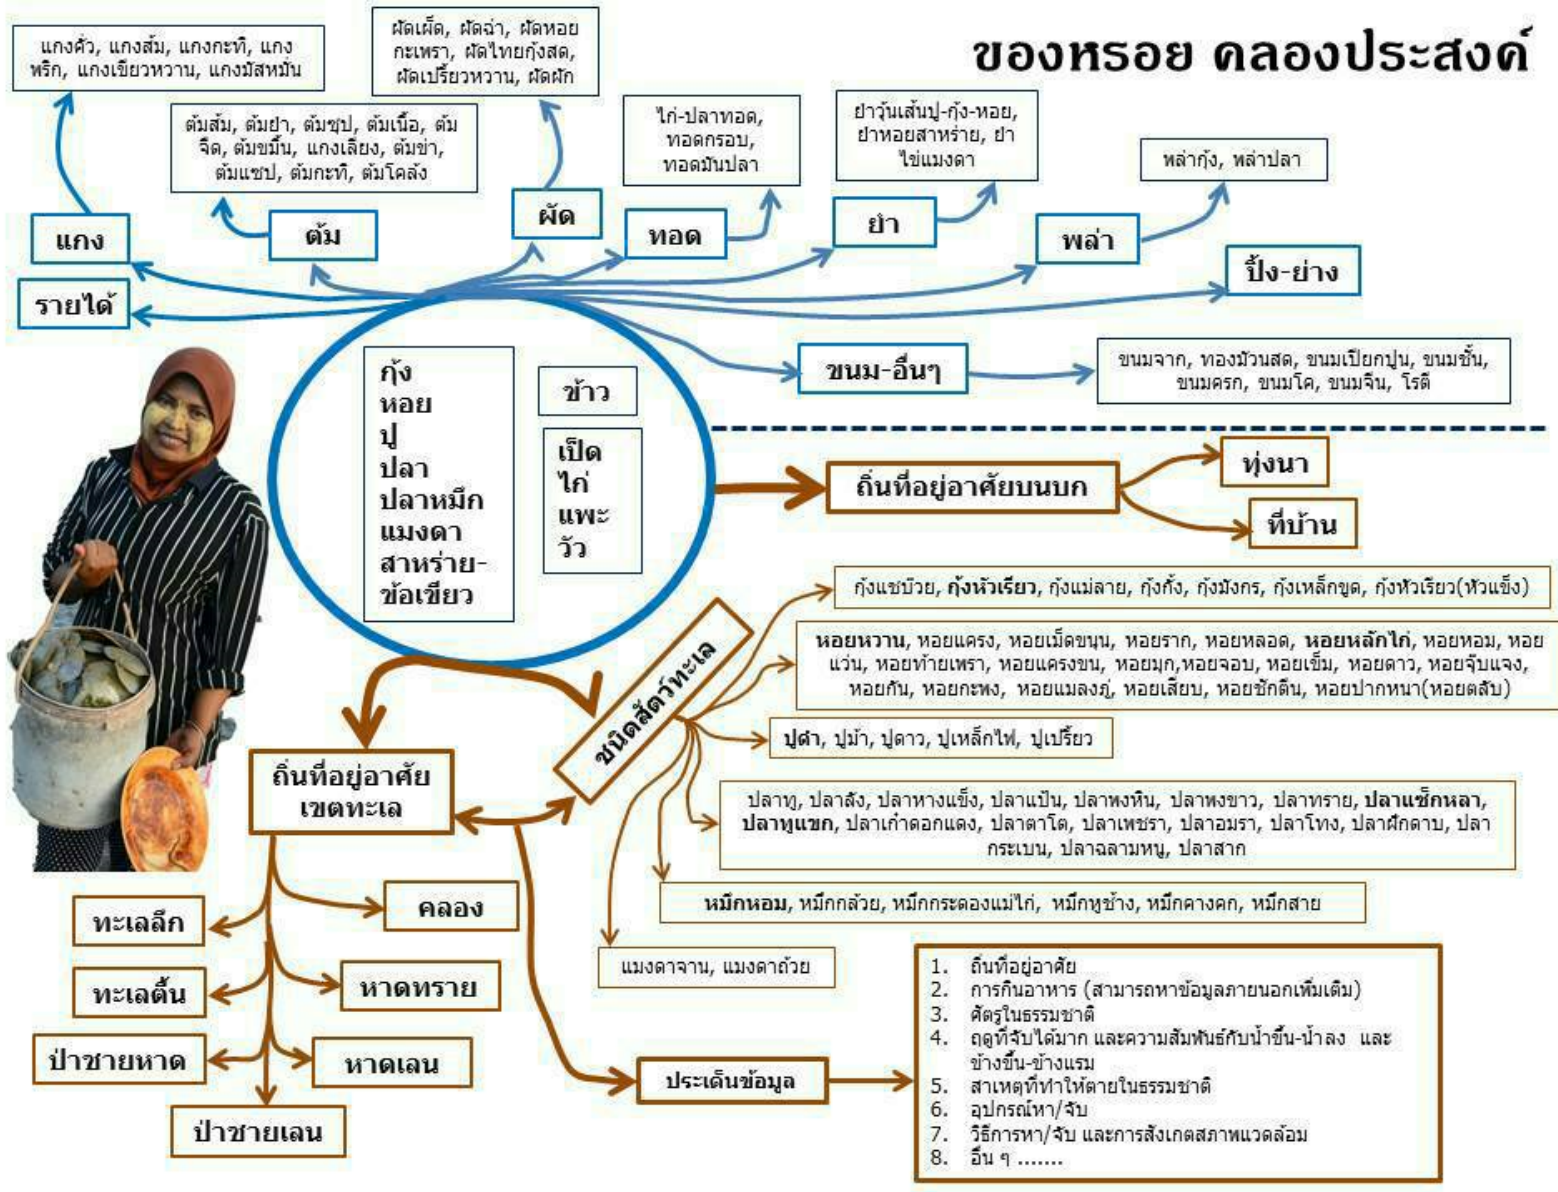 ของหรอย คลองประสงค์
แกงคั่ว, แกงส้ม, แกงกะทิ, แกง
พริก, แกงเขียวหวาน, แกงมัสหมั่น
ผัดเผ็ด, ผัดฉ่า, ผัดหอย
กะเพรา, ผัดไทยกุ้งสด,
ผัดเปรี้ยวหวาน, ผัดผัก
ต้มส้ม, ต้มยำ, ต้มซุป, ต้มเนื้อ, ต้ม
จืด, ต้มขมิ้น, แกงเลียง, ต้มข่า,
ต้มแซป, ต้มกะทิ, ต้มโคล้ง
ไก่-ปลาทอด,
ทอดกรอบ,
ทอดมันปลา
ยำวุ้นเส้นปู-กุ้ง-หอย,
ยำหอยสาหร่าย, ยำ
ไข่แมงดา
พล่ากุ้ง, พล่าปลา
แกง
ต้ม
ผัด
ทอด
ยำ
พล่า
ปิ้ง-ย่าง
รายได้
ขนม-อื่นๆ
ขนมจาก, ทองม้วนสด, ขนมเปียกปูน, ขนมชั้น,
ขนมครก, ขนมโค, ขนมจีน, โรตี
กุ้ง
หอย
ปู
ปลา
ปลาหมึก
แมงดา
สาหร่าย-
ข้อเขียว
ข้าว
เป็ด
ไก่
แพะ
วัว
ถิ่นที่อยู่อาศัยบนบก
ทุ่งนา
ที่บ้าน
ชนิดสัตว์ทะเล
กุ้งแชบ๊วย, กุ้งหัวเรียว, กุ้งแม่ลาย, กุ้งกั้ง, กุ้งมังกร, กุ้งเหล็กขูด, กุ้งหัวเรียว(หัวแข็ง)
หอยหวาน, หอยแครง, หอยเม็ดขนุน, หอยราก, หอยหลอด, หอยหลักไก่, หอยหอม, หอย
แว่น, หอยท้ายเพรา, หอยแครงขน, หอยมุก,หอยจอบ, หอยเข็ม, หอยดาว, หอยจุ๊บแจง,
หอยกัน, หอยกะพง, หอยแมลงภู่, หอยเสียบ, หอยชักตีน, หอยปากหนา(หอยตลับ)
ปูดำ, ปูม้า, ปูดาว, ปูเหล็กไฟ, ปูเปรี้ยว
ปลาทู, ปลาลัง, ปลาหางแข็ง, ปลาแป้น, ปลาพงหิน, ปลาพงขาว, ปลาทราย, ปลาแช็กหลา,
ปลาทูแขก, ปลาเก๋าดอกแดง, ปลาตาโต, ปลาเพชรา, ปลาอมรา, ปลาโทง, ปลาฝักดาบ, ปลา
กระเบน, ปลาฉลามหนู, ปลาสาก
หมึกหอม, หมึกกล้วย, หมึกกระดองแม่ไก่, หมึกหูช้าง, หมึกคางคก, หมึกสาย
แมงดาจาน, แมงดาถ้วย
ถิ่นที่อยู่อาศัย
เขตทะเล
ทะเลลึก
คลอง
ทะเลตื้น
หาดทราย
ป่าชายหาด
หาดเลน
ป่าชายเลน
ประเด็นข้อมูล
1. ถิ่นที่อยู่อาศัย
2. การกินอาหาร (สามารถหาข้อมูลภายนอกเพิ่มเติม)
3. ศัตรูในธรรมชาติ
4. ฤดูที่จับได้มาก และความสัมพันธ์กับน้ำขึ้น-น้ำลง และ
ข้างขึ้น-ข้างแรม
5. สาเหตุที่ทำให้ตายในธรรมชาติ
6. อุปกรณ์หา/จับ
7. วิธีการหา/จับ และการสังเกตสภาพแวดล้อม
8. อื่น ๆ .......